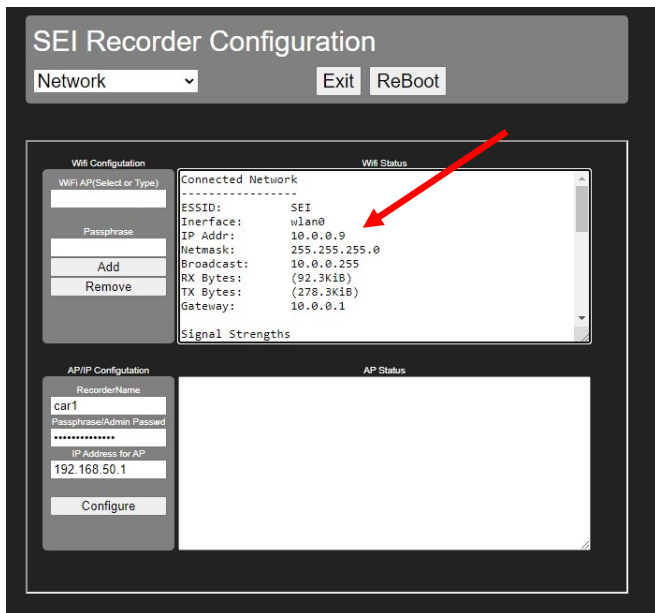 SEI Recorder Configuration
Network
Exit
ReBoot
Wifi Configutation
Wifi Status
WiFi AP(Select or Type)
Passphrase
Add
Remove
Connected Network
-----------------
ESSID: SEI
Inerface: wlan0
IP Addr: 10.0.0.9
Netmask: 255.255.255.0
Broadcast: 10.0.0.255
RX Bytes: (92.3KiB)
TX Bytes: (278.3KiB)
Gateway: 10.0.0.1
Signal Strengths
AP/IP Configutation
AP Status
RecorderName
car1
Passphrase/Admin Passwd
••••••••••••••
IP Address for AP
192.168.50.1
Configure